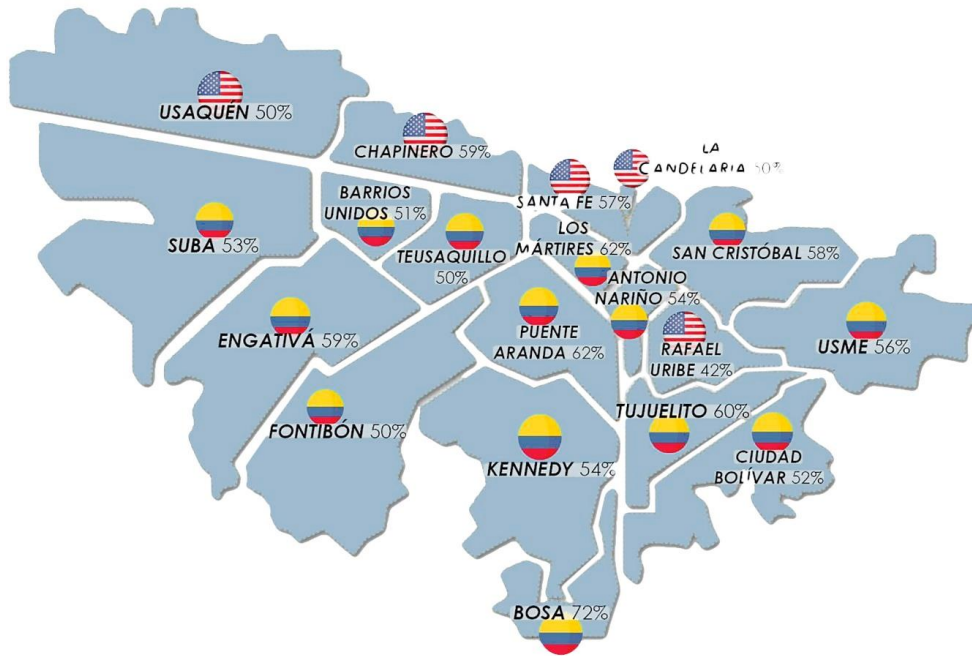 USAQUÉN 50%
CHAPINERO 59%
LA
CANDELARIA 50%
SANTA FE 57%
BARRIOS
UNIDOS 51%
SUBA 53%
TEUSAQUILLO
50%
LOS
MÁRTIRES 62%
SAN CRISTÓBAL 58%
ANTONIO
NARIÑO 54%
ENGATIVÁ 59%
PUENTE
ARANDA 62%
RAFAEL
URIBE 42%
USME 56%
FONTIBÓN 50%
TUJUELITO 60%
KENNEDY 54%
CIUDAD
BOLÍVAR 52%
BOSA 72%